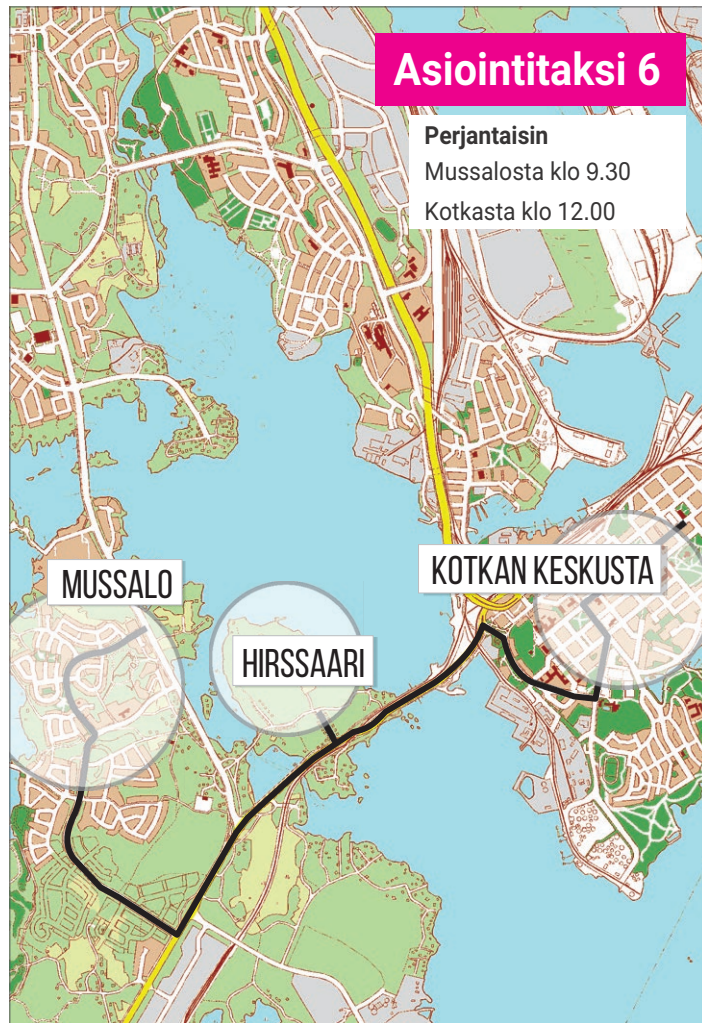 Asiointitaksi 6
Perjantaisin
Mussalosta klo 9.30
Kotkasta klo 12.00
KOTKAN KESKUSTA
MUSSALO
HIRSSAARI